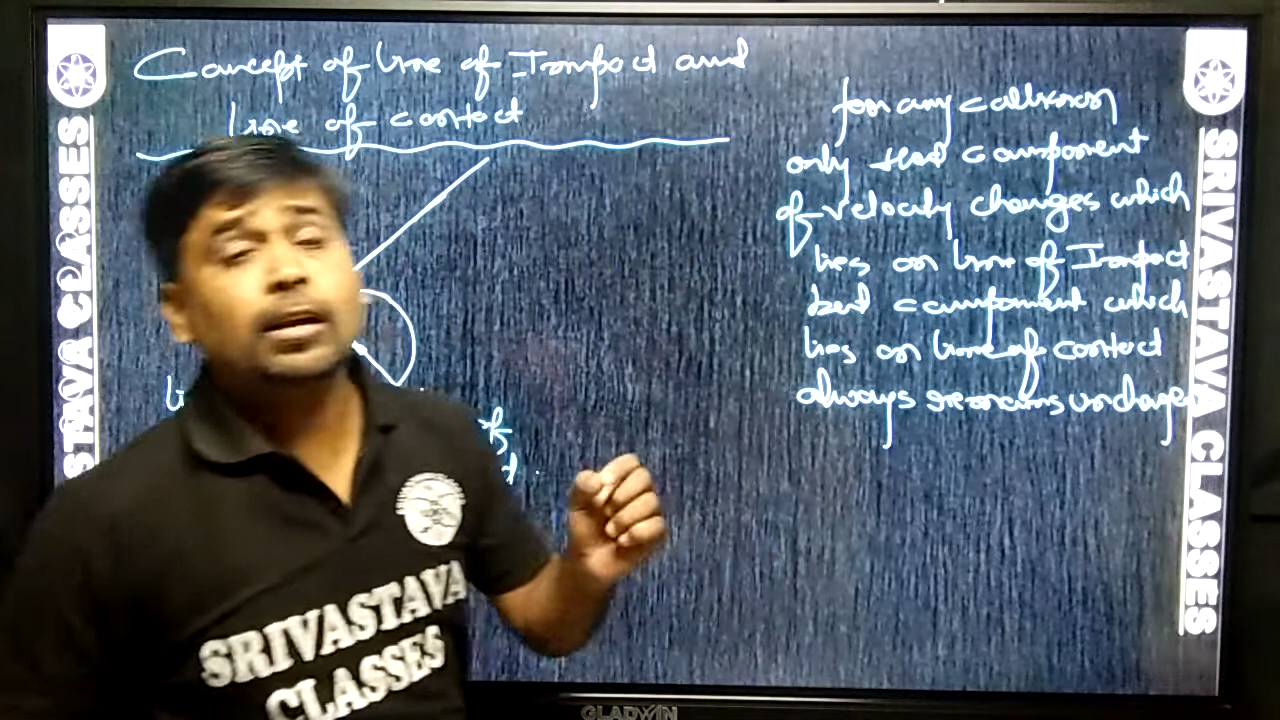 Concept of line of Impact and
line of contact
for any collision
only that component
of velocity changes which
lies on line of Impact
but component which
lies on line of contact
always remains unchanged
SRIVASTAVA CLASSES
STAVA CLASSES
SRIVASTAVA
CLASSES
GLADWIN